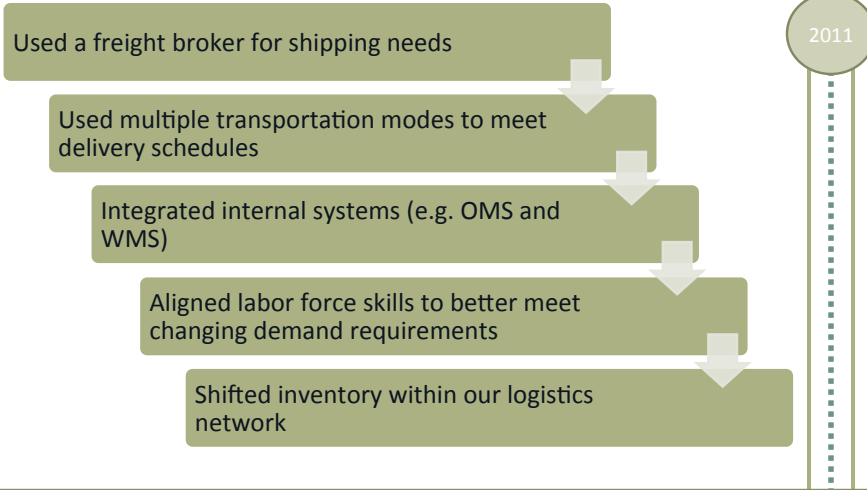 Used a freight broker for shipping needs
2011
Used multiple transportation modes to meet
delivery schedules
Integrated internal systems (e.g. OMS and
WMS)
Aligned labor force skills to better meet
changing demand requirements
Shifted inventory within our logistics
network